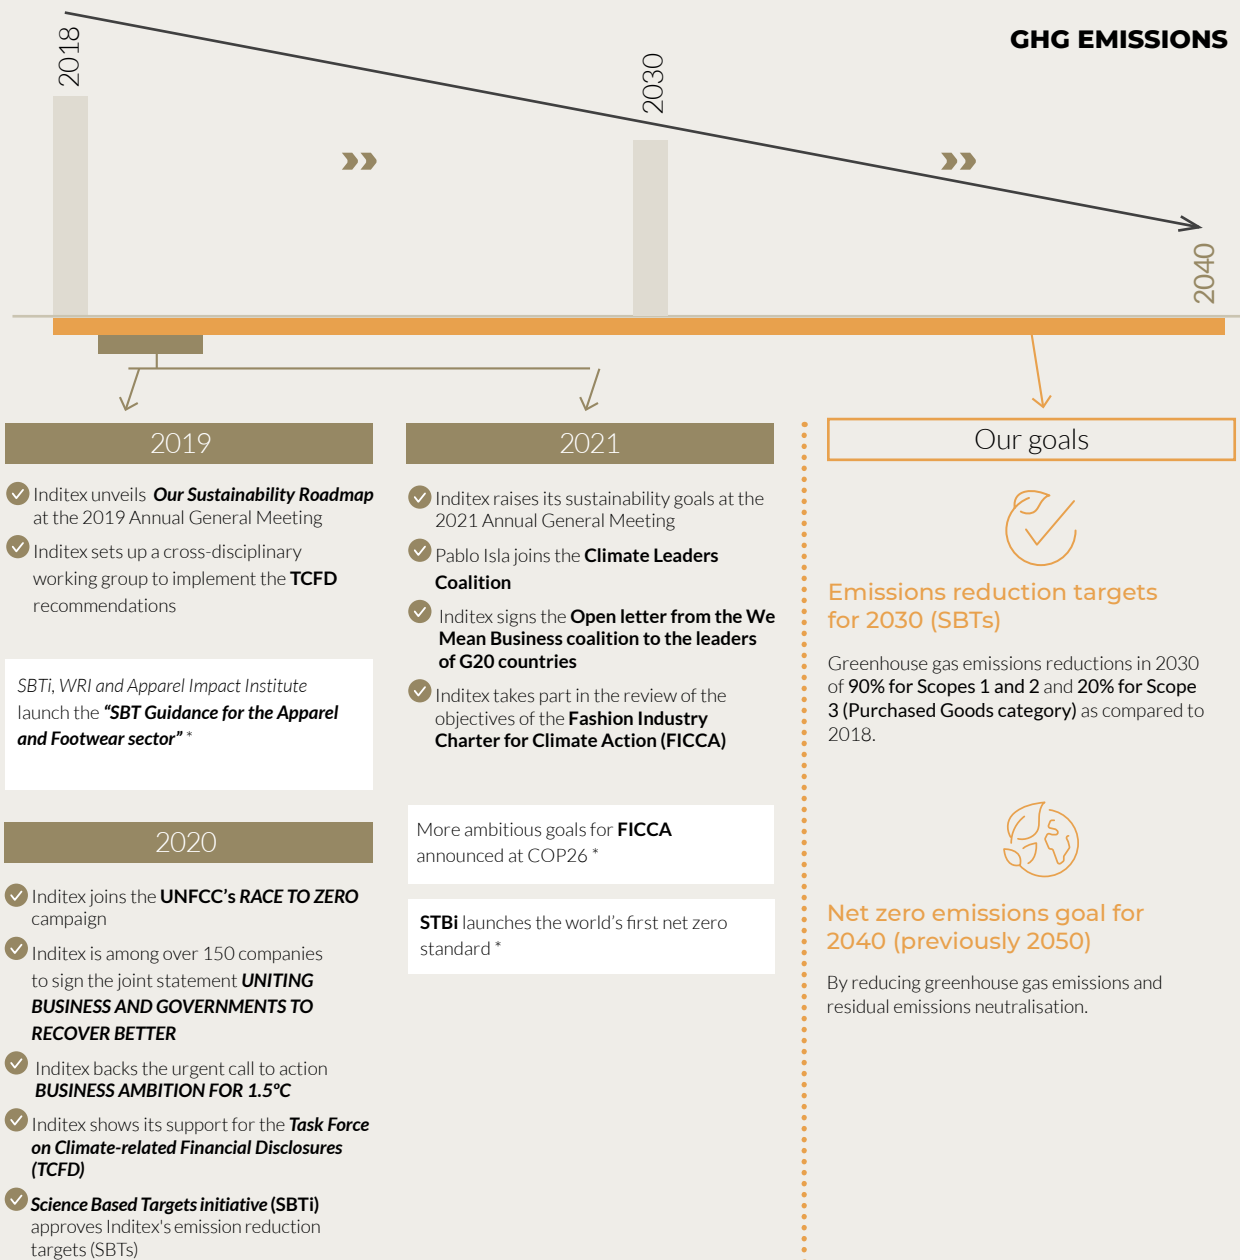 GHG EMISSIONS
2018
2030
2040
2019
Inditex unveils Our Sustainability Roadmap
at the 2019 Annual General Meeting
Inditex sets up a cross-disciplinary
working group to implement the TCFD
recommendations
SBTi, WRI and Apparel Impact Institute
launch the “SBT Guidance for the Apparel
and Footwear sector” *
2020
Inditex joins the UNFCC’s RACE TO ZERO
campaign
Inditex is among over 150 companies
to sign the joint statement UNITING
BUSINESS AND GOVERNMENTS TO
RECOVER BETTER
Inditex backs the urgent call to action
BUSINESS AMBITION FOR 1.5ºC
Inditex shows its support for the Task Force
on Climate-related Financial Disclosures
(TCFD)
Science Based Targets initiative (SBTi)
approves Inditex's emission reduction
targets (SBTs)
2021
Inditex raises its sustainability goals at the
2021 Annual General Meeting
Pablo Isla joins the Climate Leaders
Coalition
Inditex signs the Open letter from the We
Mean Business coalition to the leaders
of G20 countries
Inditex takes part in the review of the
objectives of the Fashion Industry
Charter for Climate Action (FICCA)
More ambitious goals for FICCA
announced at COP26 *
STBi launches the world’s first net zero
standard *
Our goals
Emissions reduction targets
for 2030 (SBTs)
Greenhouse gas emissions reductions in 2030
of 90% for Scopes 1 and 2 and 20% for Scope
3 (Purchased Goods category) as compared to
2018.
Net zero emissions goal for
2040 (previously 2050)
By reducing greenhouse gas emissions and
residual emissions neutralisation.